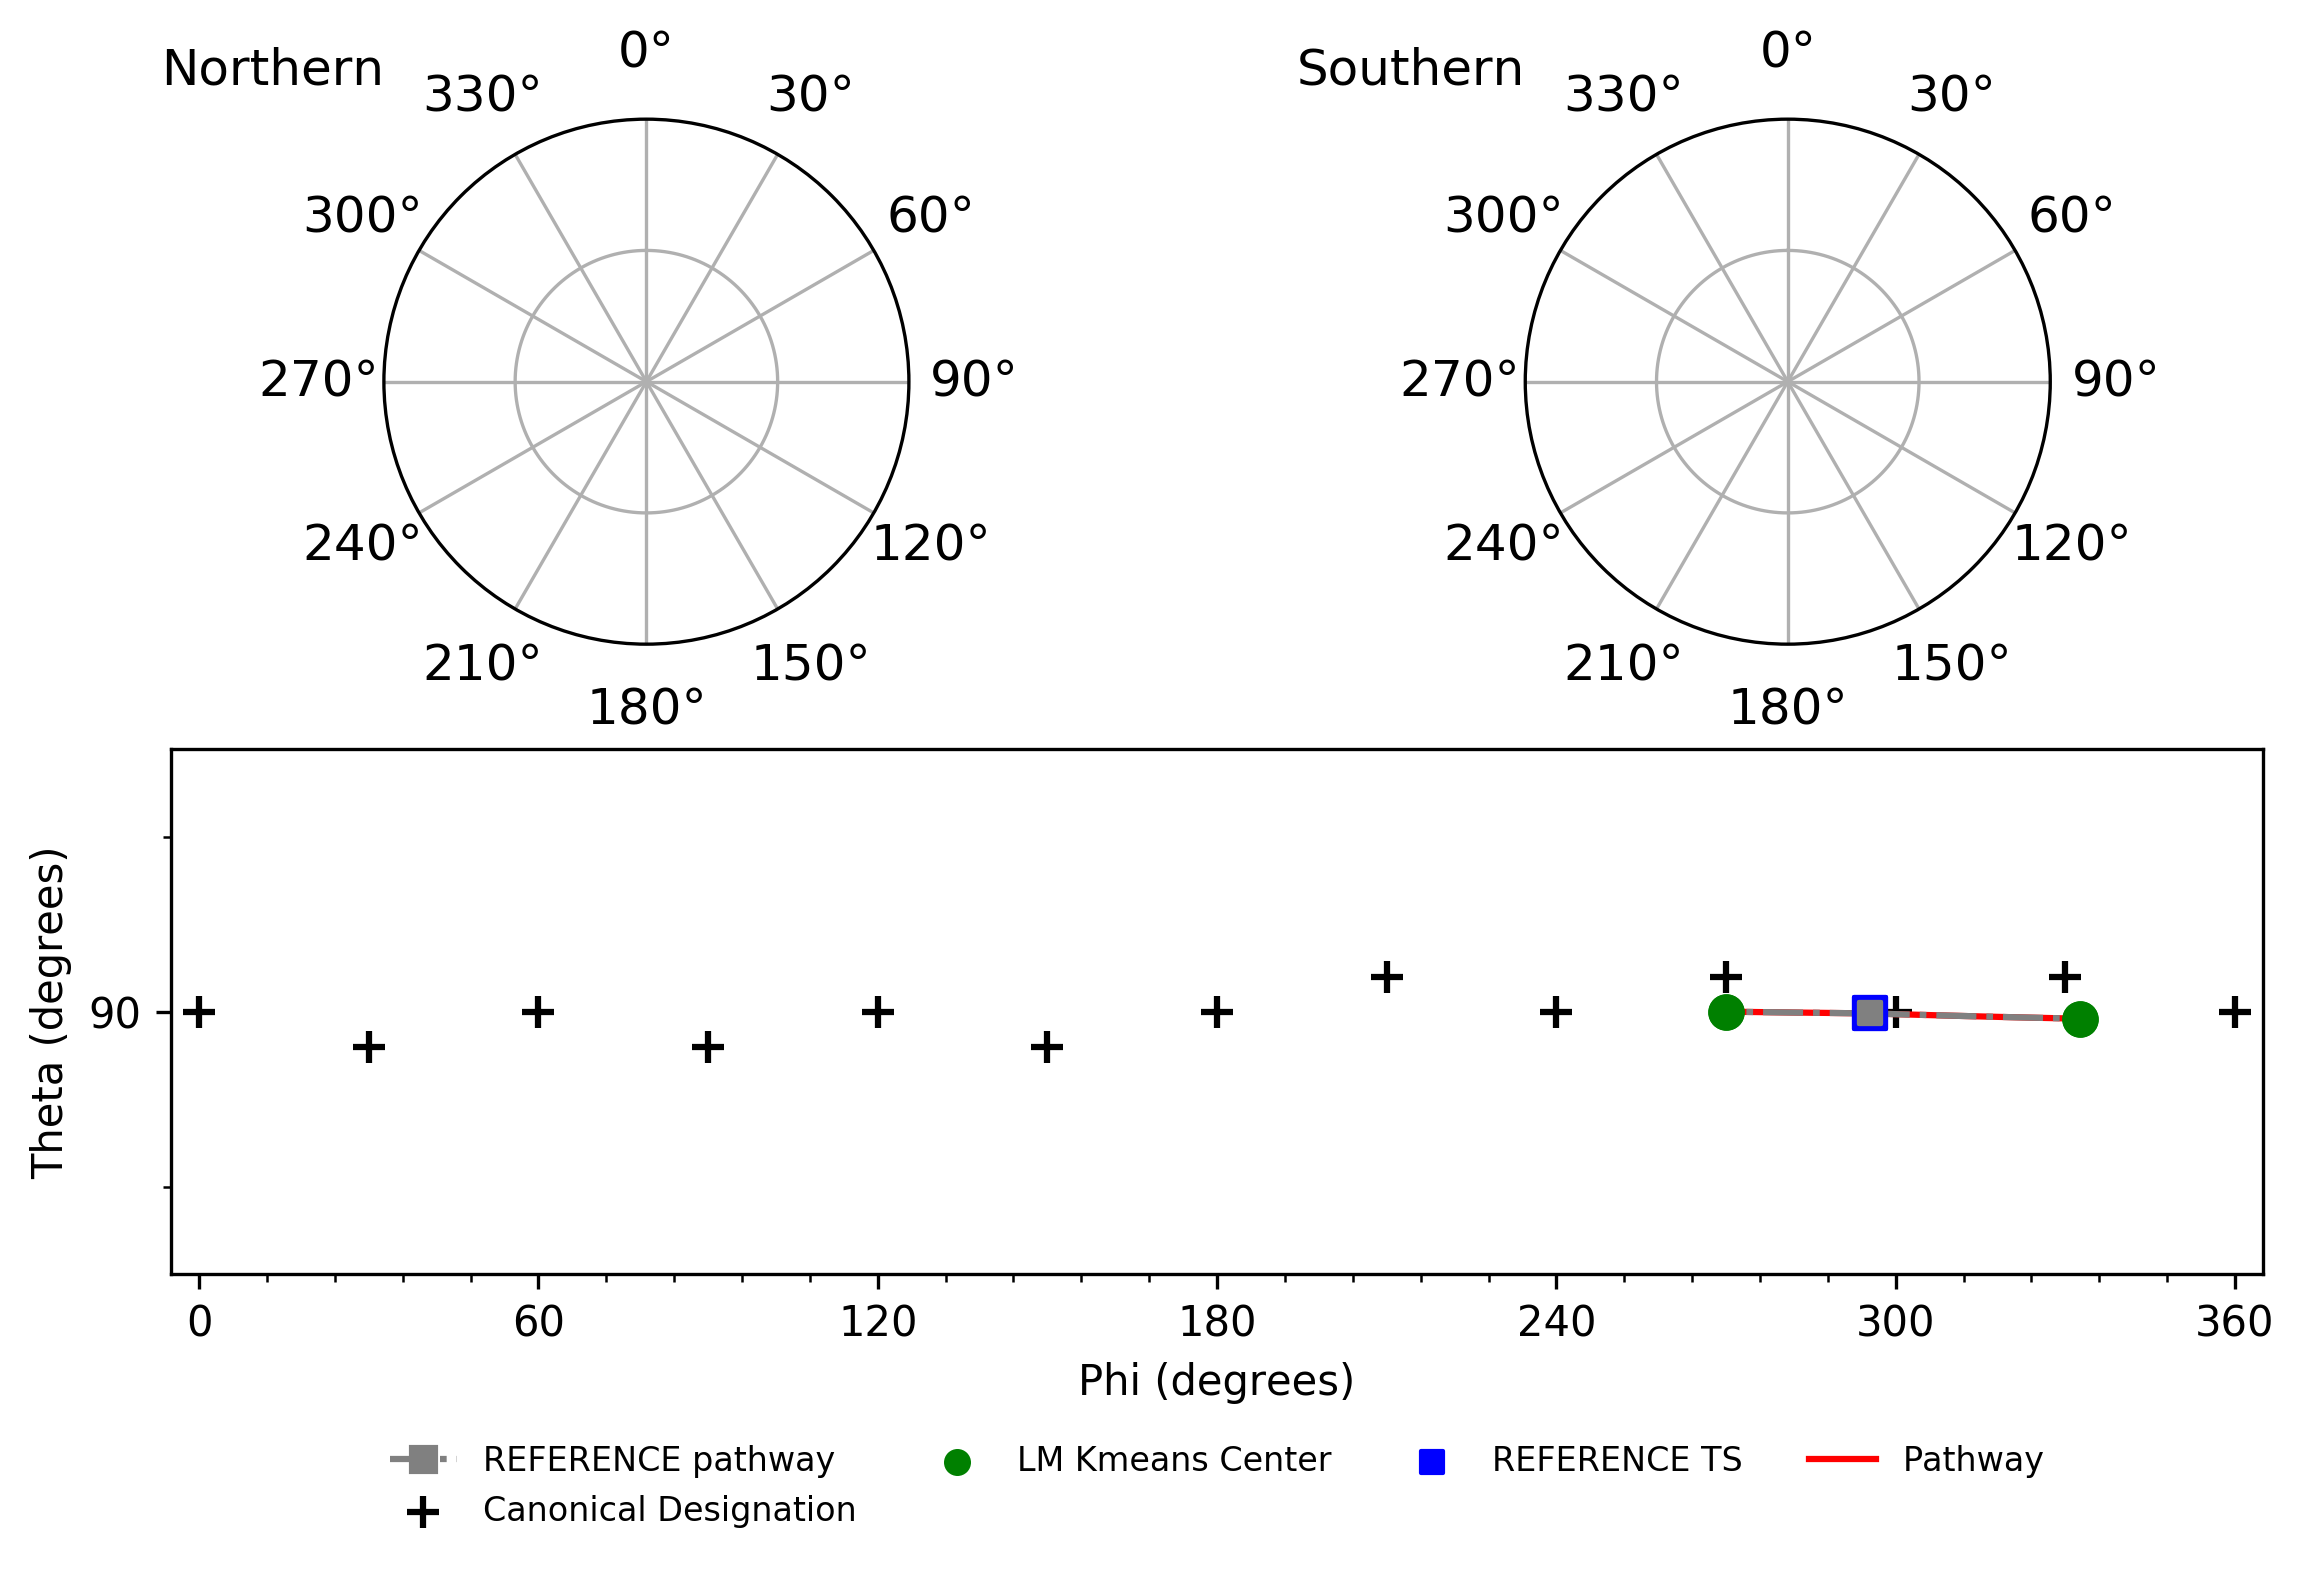 Northern
0°
30°
60°
90°
120°
150°
180°
210°
240°
270°
300°
330°
Southern
0°
30°
60°
90°
120°
150°
180°
210°
240°
270°
300°
330°
Theta (degrees)
90
0 60 120 180 240 300 360
Phi (degrees)
REFERENCE pathway
Canonical Designation
LM Kmeans Center
REFERENCE TS
Pathway